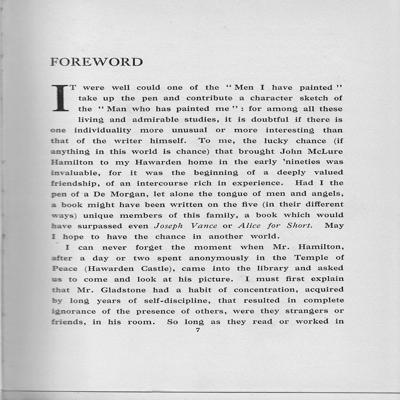 FOREWORD
IT were well could one of the "Men I have painted"
take up the pen and contribute a character sketch of
the "Man who has painted me": for among all these
living and admirable studies, it is doubtful if there is
one individuality more unusual or more interesting than
that of the writer himself. To me, the lucky chance (if
anything in this world is chance) that brought John McLure
Hamilton to my Hawarden home in the early 'nineties was
invaluable, for it was the beginning of a deeply valued
friendship, of an intercourse rich in experience. Had I the
pen of a De Morgan, let alone the tongue of men and angels,
a book might have been written on the five (in their different
ways) unique members of this family, a book which would
have surpassed even Joseph Vance or Alice for Short. May
I hope to have the chance in another world.
I can never forget the moment when Mr. Hamilton,
after a day or two spent anonymously in the Temple of
Peace (Hawarden Castle), came into the library and asked
us to come and look at his picture. I must first explain
that Mr. Gladstone had a habit of concentration, acquired
by long years of self-discipline, that resulted in complete
ignorance of the presence of others, were they strangers or
friends, in his room. So long as they read or worked in
7